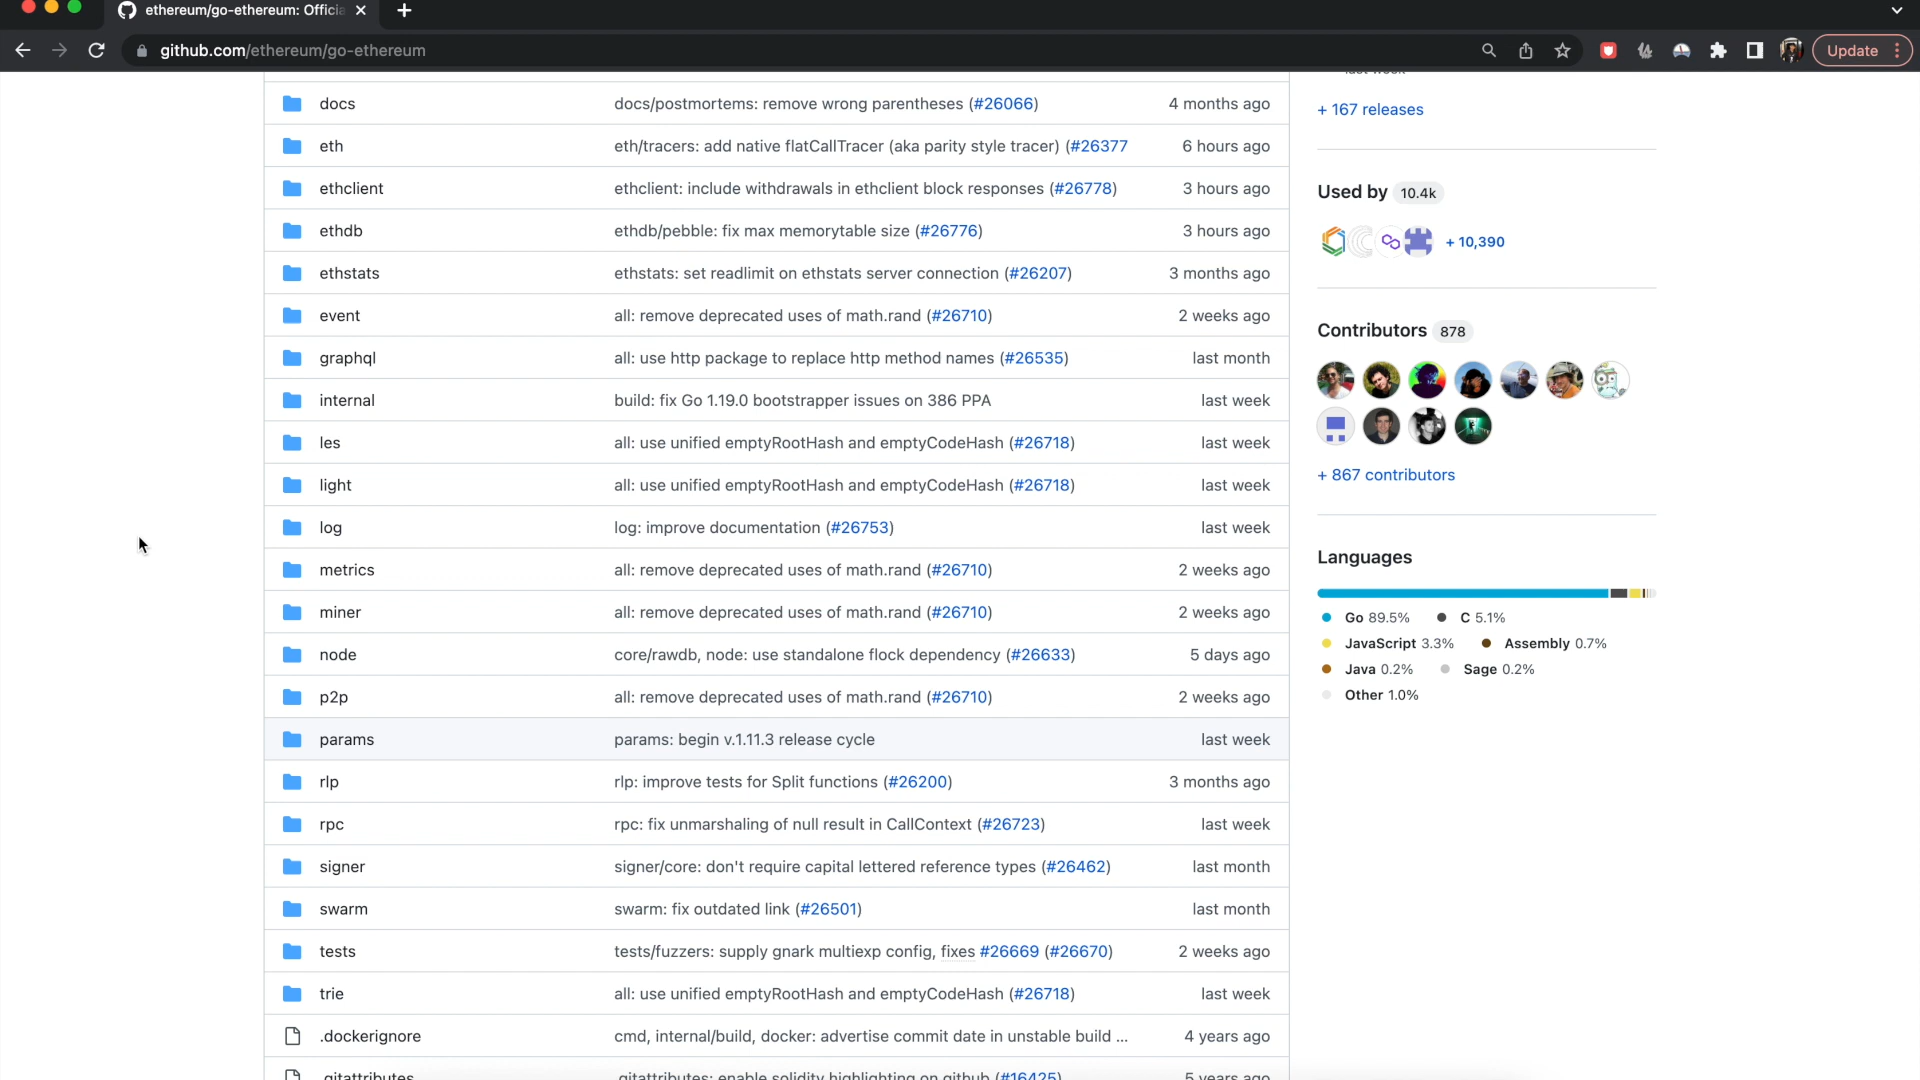 ethereum/go-ethereum: Officia
github.com/ethereum/go-ethereum
Update
last week
docs docs/postmortems: remove wrong parentheses (#26066) 4 months ago
eth eth/tracers: add native flatCallTracer (aka parity style tracer) (#26377 6 hours ago
ethclient ethclient: include withdrawals in ethclient block responses (#26778) 3 hours ago
ethdb ethdb/pebble: fix max memorytable size (#26776) 3 hours ago
ethstats ethstats: set readlimit on ethstats server connection (#26207) 3 months ago
event all: remove deprecated uses of math.rand (#26710) 2 weeks ago
graphql all: use http package to replace http method names (#26535) last month
internal build: fix Go 1.19.0 bootstrapper issues on 386 PPA last week
les all: use unified emptyRootHash and emptyCodeHash (#26718) last week
light all: use unified emptyRootHash and emptyCodeHash (#26718) last week
log log: improve documentation (#26753) last week
metrics all: remove deprecated uses of math.rand (#26710) 2 weeks ago
miner all: remove deprecated uses of math.rand (#26710) 2 weeks ago
node core/rawdb, node: use standalone flock dependency (#26633) 5 days ago
p2p all: remove deprecated uses of math.rand (#26710) 2 weeks ago
params params: begin v.1.11.3 release cycle last week
rlp rlp: improve tests for Split functions (#26200) 3 months ago
rpc rpc: fix unmarshaling of null result in CallContext (#26723) last week
signer signer/core: don't require capital lettered reference types (#26462) last month
swarm swarm: fix outdated link (#26501) last month
tests tests/fuzzers: supply gnark multiexp config, fixes #26669 (#26670) 2 weeks ago
trie all: use unified emptyRootHash and emptyCodeHash (#26718) last week
.dockerignore cmd, internal/build, docker: advertise commit date in unstable build ... 4 years ago
.gitattributes .gitattributes: enable solidity highlighting on github (#16425) 5 years ago
+ 167 releases
Used by 10.4k
+ 10,390
Contributors 878
+ 867 contributors
Languages
Go 89.5% C 5.1%
JavaScript 3.3% Assembly 0.7%
Java 0.2% Sage 0.2%
Other 1.0%